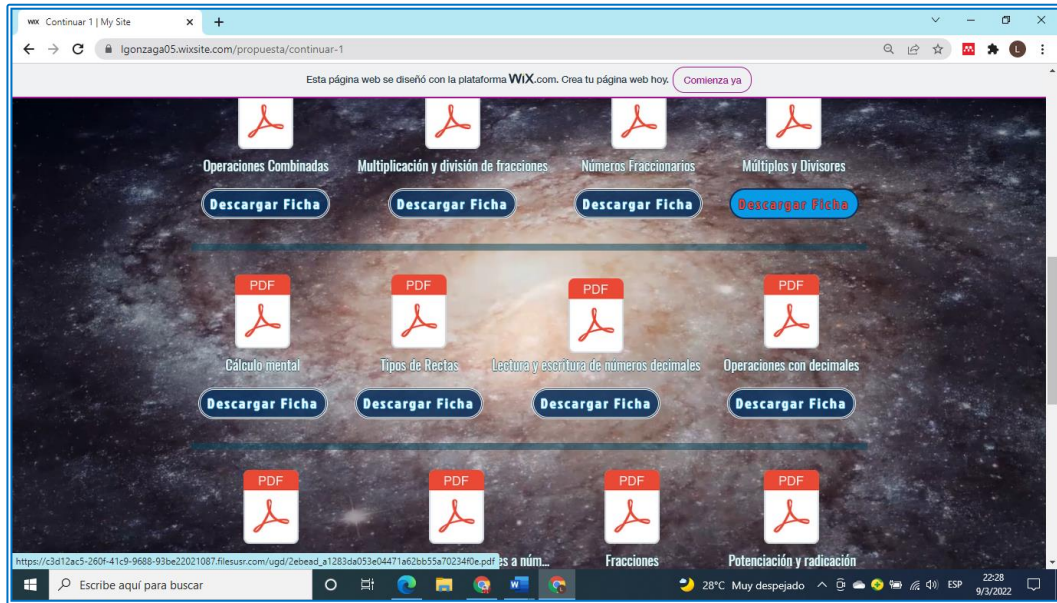 WIX Continuar 1 | My Site
lgonzaga05.wixsite.com/propuesta/continuar-1
L
Esta página web se diseñó con la plataforma WiX.com. Crea tu página web hoy. Comienza ya
Operaciones Combinadas Multiplicación y división de fracciones Números Fraccionarios Múltiplos y Divisores
Descargar Ficha Descargar Ficha Descargar Ficha Descargar Ficha
PDF PDF PDF PDF
Cálculo mental Tipos de Rectas Lectura y escritura de números decimales Operaciones con decimales
Descargar Ficha Descargar Ficha Descargar Ficha Descargar Ficha
PDF PDF PDF PDF
https://c3d12ac5-260f-41c9-9688-93be22021087.filesusr.com/ugd/2ebead_a1283da053e04471a62bb55a70234f0e.pdf es a núm... Fracciones Potenciación y radicación
Escribe aquí para buscar 28°C Muy despejado ESP 22:28
9/3/2022